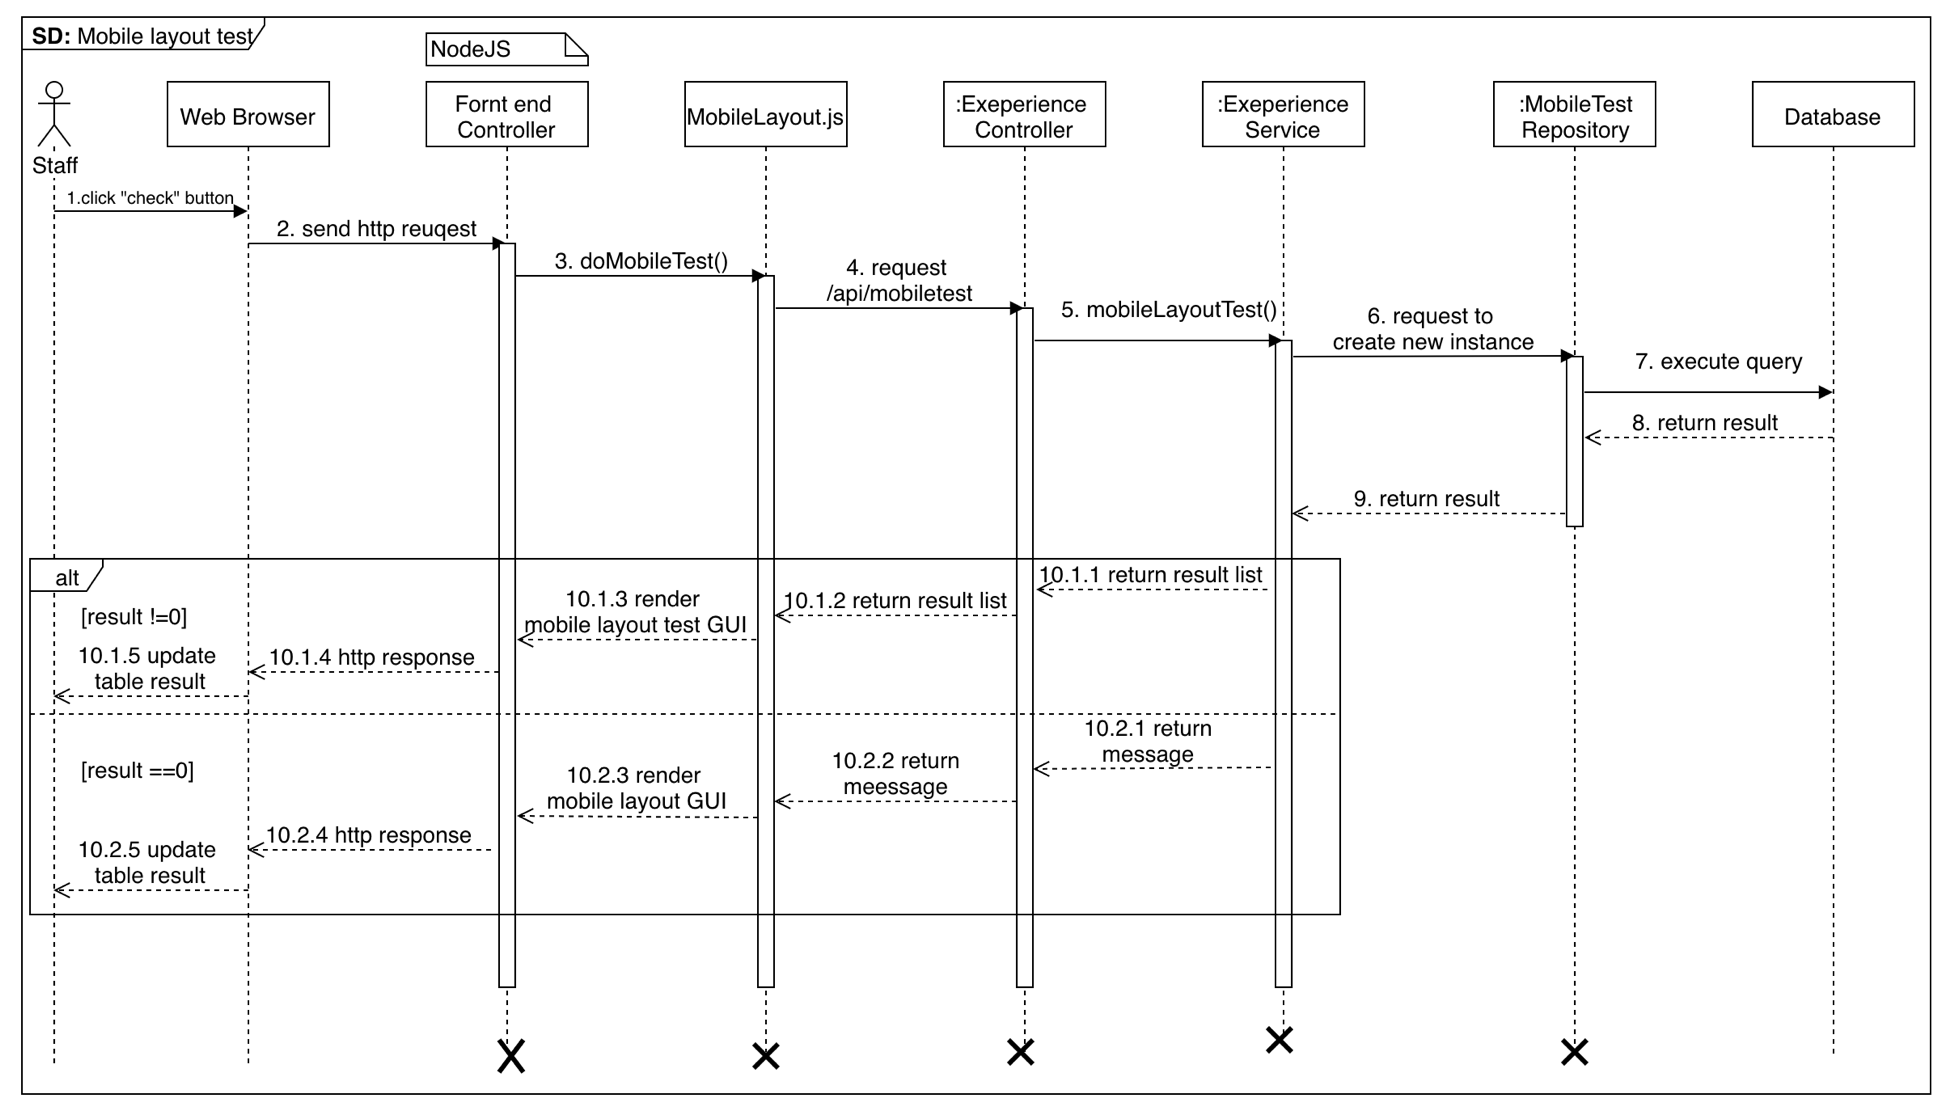 SD: Mobile layout test
NodeJS
Staff
Web Browser
Fornt end
Controller
MobileLayout.js
:Exeperience
Controller
:Exeperience
Service
:MobileTest
Repository
Database
1.click "check" button
2. send http reuqest
3. doMobileTest()
4. request
/api/mobiletest
5. mobileLayoutTest()
6. request to
create new instance
7. execute query
8. return result
9. return result
alt
[result !=0]
10.1.1 return result list
10.1.2 return result list
10.1.3 render
mobile layout test GUI
10.1.4 http response
10.1.5 update
table result
[result ==0]
10.2.1 return
message
10.2.2 return
meessage
10.2.3 render
mobile layout GUI
10.2.4 http response
10.2.5 update
table result